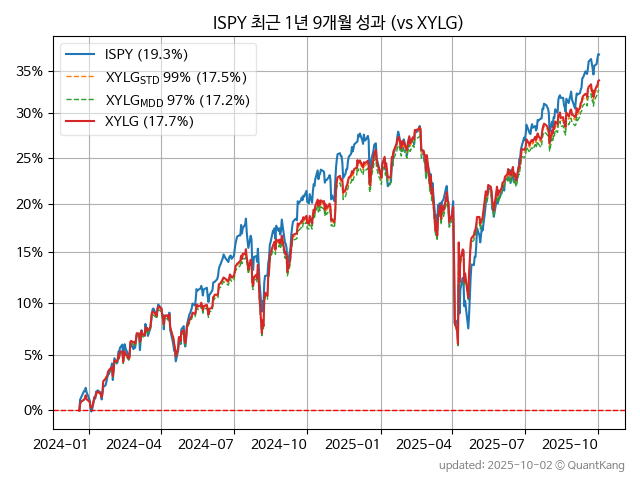 ISPY 최근 1년 9개월 성과 (vs XYLG)
ISPY (19.3%)
XYLG_STD 99% (17.5%)
XYLG_MDD 97% (17.2%)
XYLG (17.7%)
35%
30%
25%
20%
15%
10%
5%
0%
2024-01 2024-04 2024-07 2024-10 2025-01 2025-04 2025-07 2025-10
updated: 2025-10-02 © QuantKang